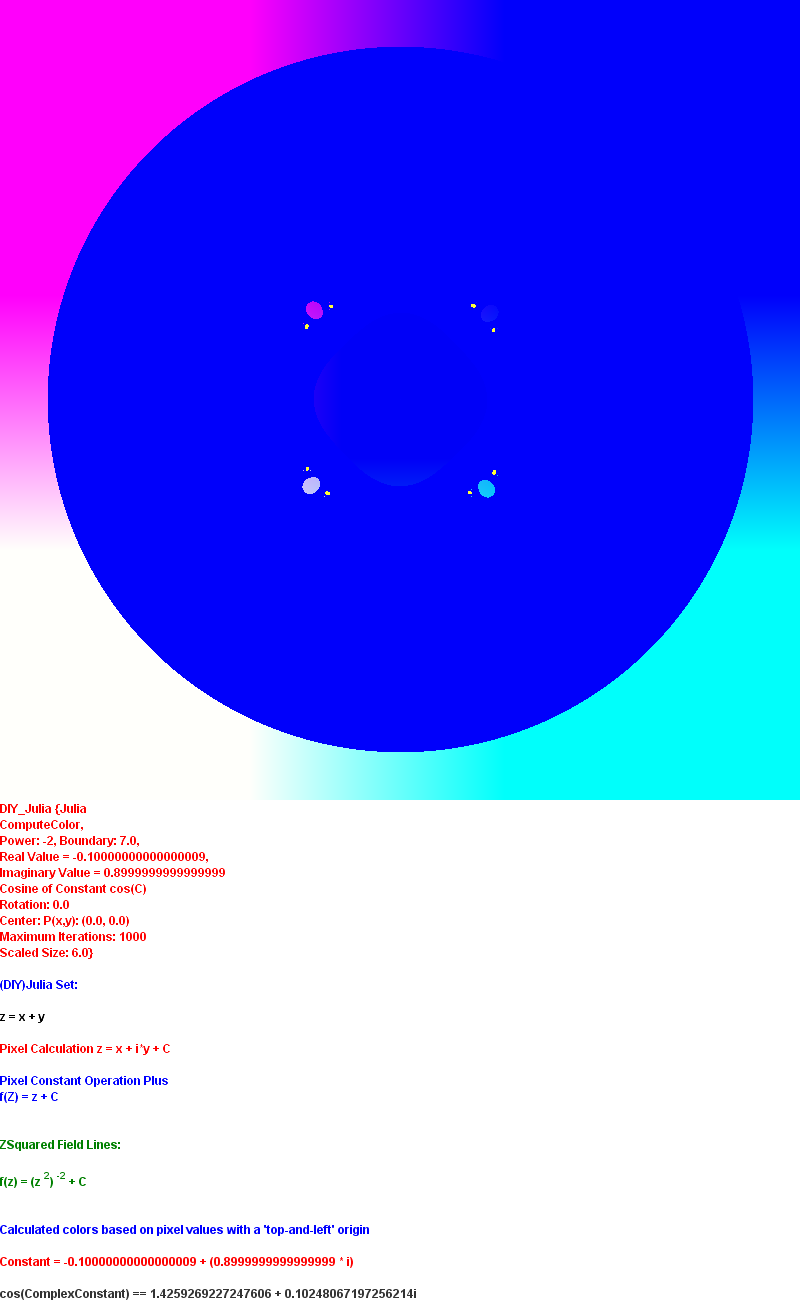 DIY_Julia {Julia
ComputeColor,
Power: -2, Boundary: 7.0,
Real Value = -0.10000000000000009,
Imaginary Value = 0.8999999999999999
Cosine of Constant cos(C)
Rotation: 0.0
Center: P(x,y): (0.0, 0.0)
Maximum Iterations: 1000
Scaled Size: 6.0}
(DIY)Julia Set:
z = x + y
Pixel Calculation z = x + i*y + C
Pixel Constant Operation Plus
f(Z) = z + C
ZSquared Field Lines:
f(z) = (z ²) ⁻² + C
Calculated colors based on pixel values with a 'top-and-left' origin
Constant = -0.10000000000000009 + (0.8999999999999999 * i)
cos(ComplexConstant) == 1.4259269227247606 + 0.10248067197256214i